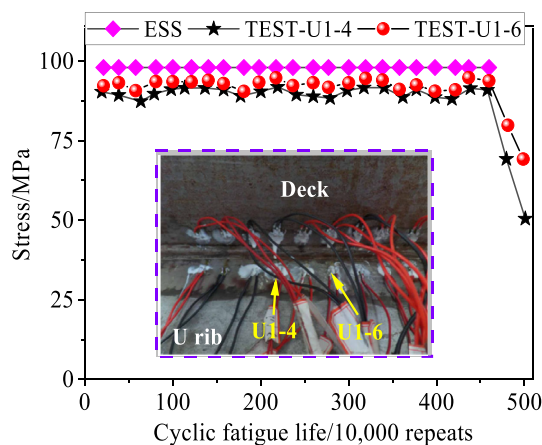 ESS TEST-U1-4 TEST-U1-6
100
75
50
25
0
Stress/MPa
Deck
U1-4 U1-6
U rib
0 100 200 300 400 500
Cyclic fatigue life/10,000 repeats